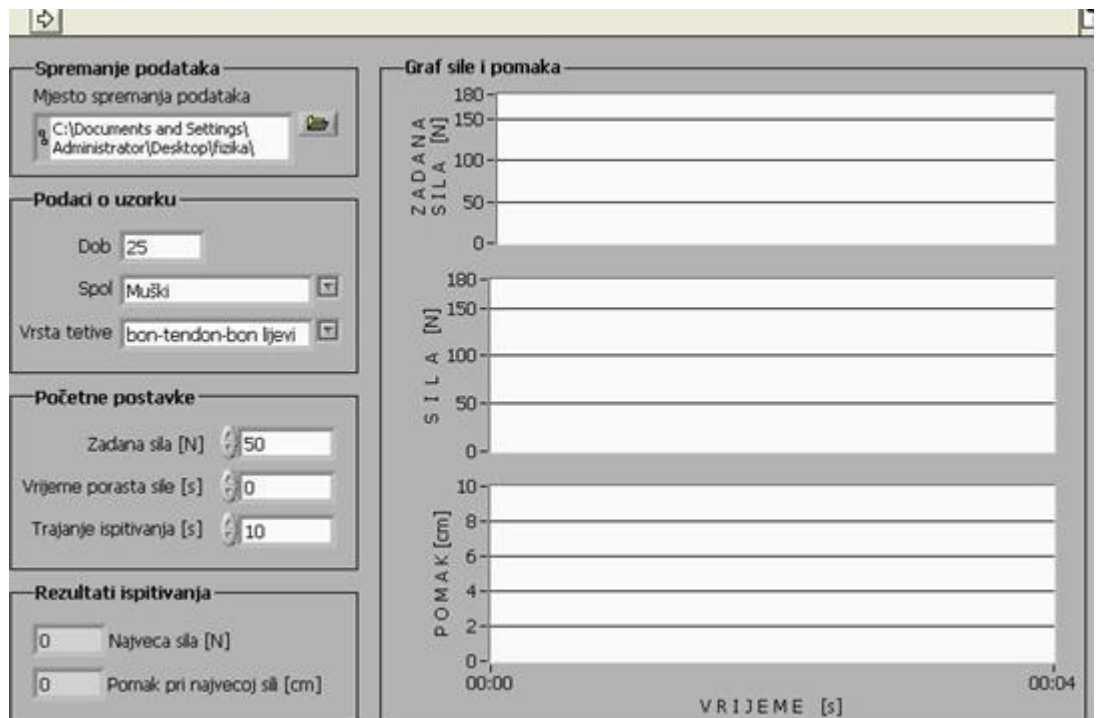 Spremanje podataka
Mjesto spremanja podataka
C:\Documents and Settings\
Administrator\Desktop\fizika\
Podaci o uzorku
Dob 25
Spol Muški
Vrsta tetive bon-tendon-bon lijevi
Početne postavke
Zadana sila [N] 50
Vrijeme porasta sile [s] 0
Trajanje ispitivanja [s] 10
Rezultati ispitivanja
0 Najveca sila [N]
0 Pomak pri najvecoj sili [cm]
Graf sile i pomaka
ZADANA
SILA [N]
180
150
100
50
0
SILA [N]
180
150
100
50
0
POMAK [cm]
10
8
6
4
2
0
00:00 00:04
VRIJEME [s]